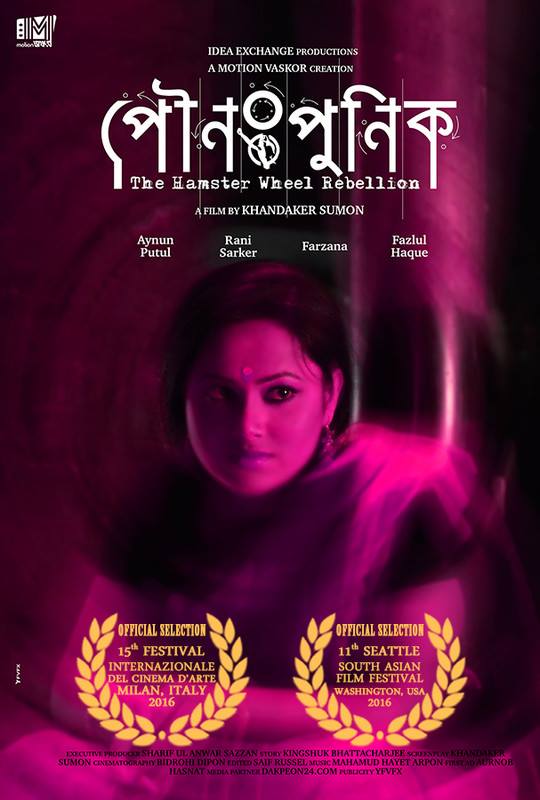 motion ভাস্কর
IDEA EXCHANGE PRODUCTIONS
A MOTION VASKOR CREATION
পৌনঃপুনিক
The Hamster Wheel Rebellion
A FILM BY KHANDAKER SUMON
Aynun Putul
Rani Sarker
Farzana
Fazlul Haque
OFFICIAL SELECTION
15th FESTIVAL
INTERNAZIONALE
DEL CINEMA D'ARTE
MILAN, ITALY
2016
OFFICIAL SELECTION
11th SEATTLE
SOUTH ASIAN
FILM FESTIVAL
WASHINGTON, USA
2016
YFVFX
EXECUTIVE PRODUCER SHARIF UL ANWAR SAZZAN STORY KINGSHUK BHATTACHARJEE SCREENPLAY KHANDAKER
SUMON CINEMATOGRAPHY BIDROHI DIPON EDITED SAIF RUSSEL MUSIC MAHAMUD HAYET ARPON FIRST AD AURNOB
HASNAT MEDIA PARTNER DAKPEON24.COM PUBLICITY YFVFX